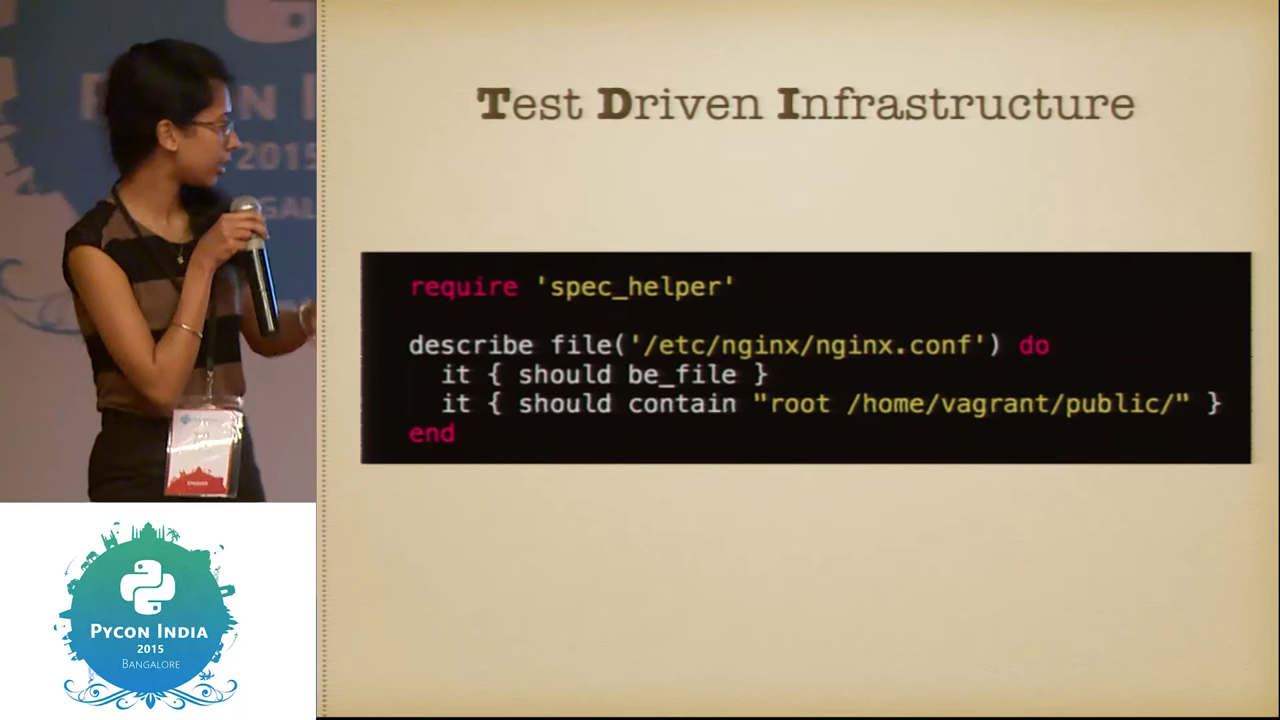 Test Driven Infrastructure
require 'spec_helper'
describe file('/etc/nginx/nginx.conf') do
it { should be_file }
it { should contain "root /home/vagrant/public/" }
end
2015
PYCON INDIA
2015
BANGALORE